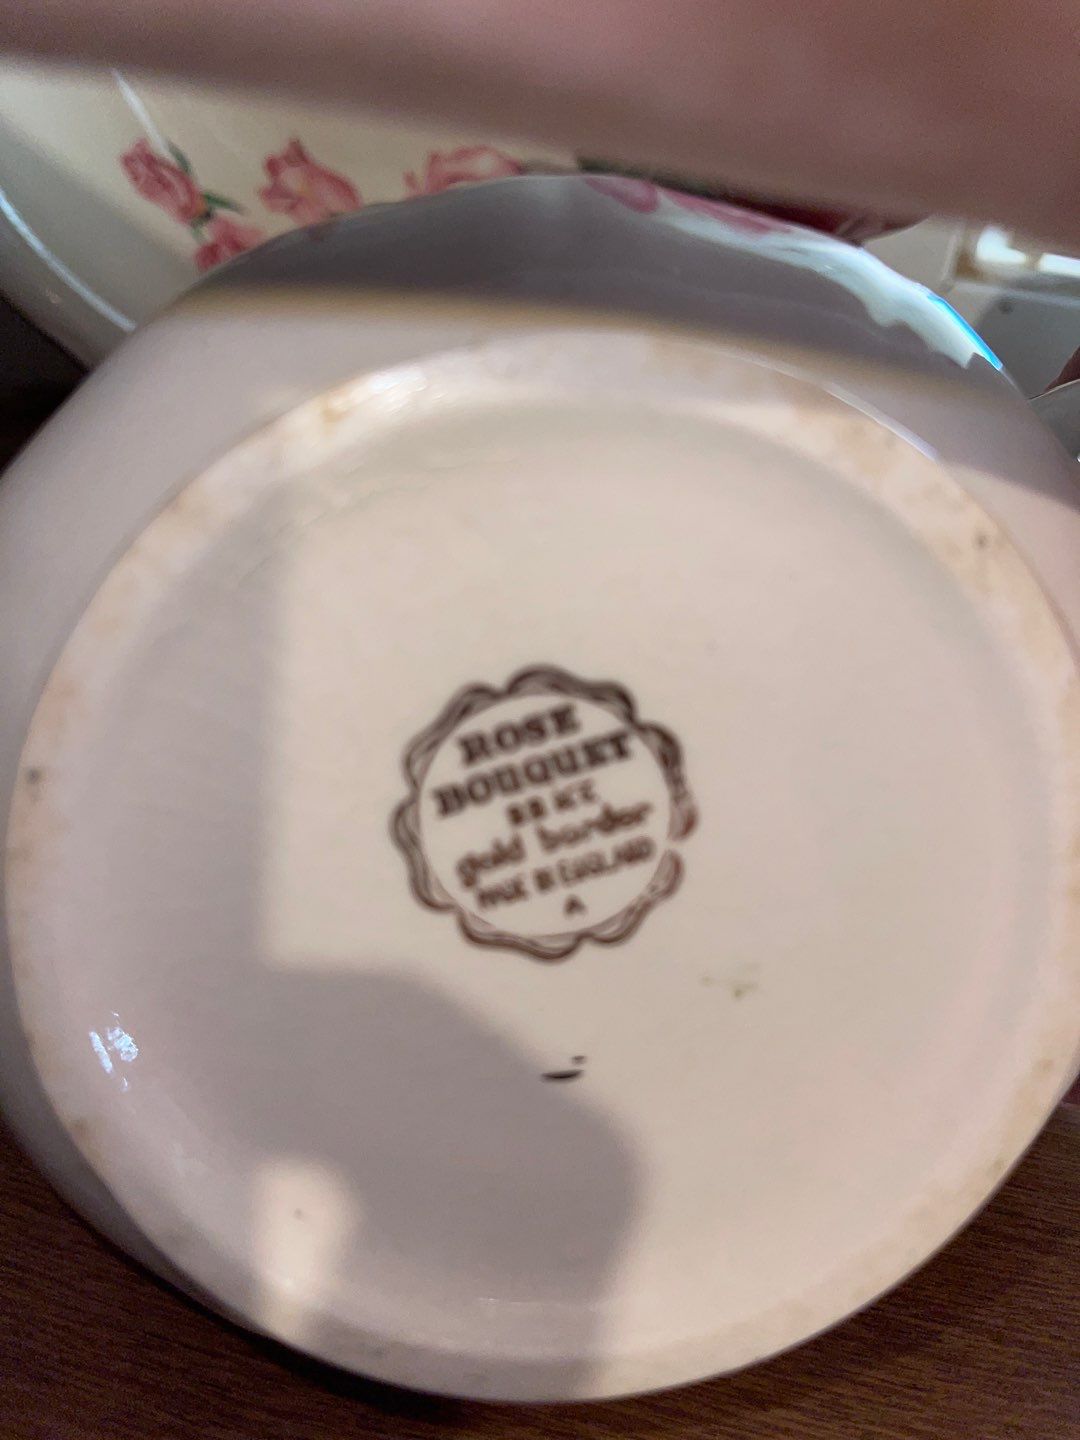 ROSE
BOUQUET
gold border
MADE IN ENGLAND
A